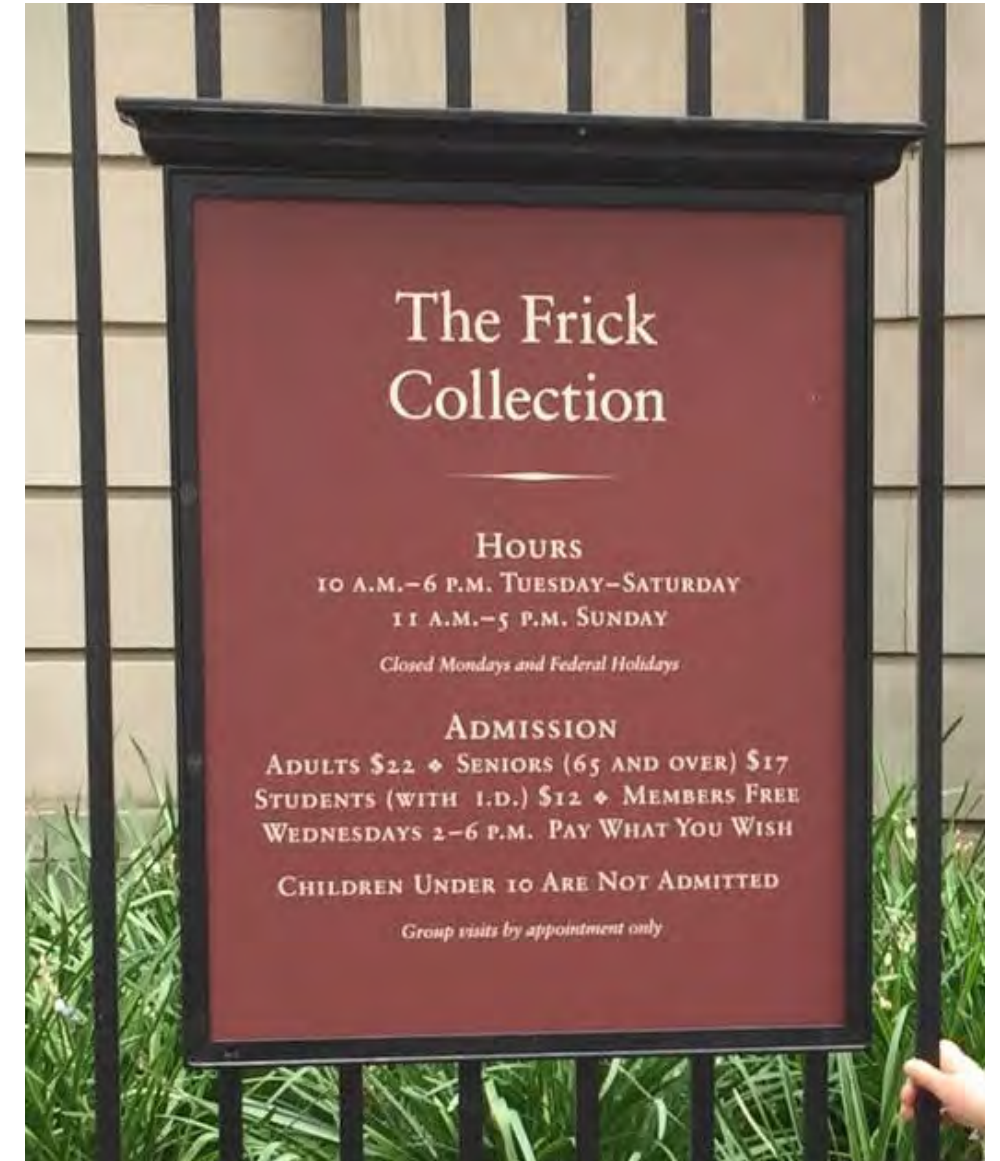 The Frick
Collection
HOURS
10 A.M.–6 P.M. TUESDAY–SATURDAY
11 A.M.–5 P.M. SUNDAY
Closed Mondays and Federal Holidays
ADMISSION
ADULTS $22 ◆ SENIORS (65 AND OVER) $17
STUDENTS (WITH I.D.) $12 ◆ MEMBERS FREE
WEDNESDAYS 2–6 P.M. PAY WHAT YOU WISH
CHILDREN UNDER 10 ARE NOT ADMITTED
Group visits by appointment only